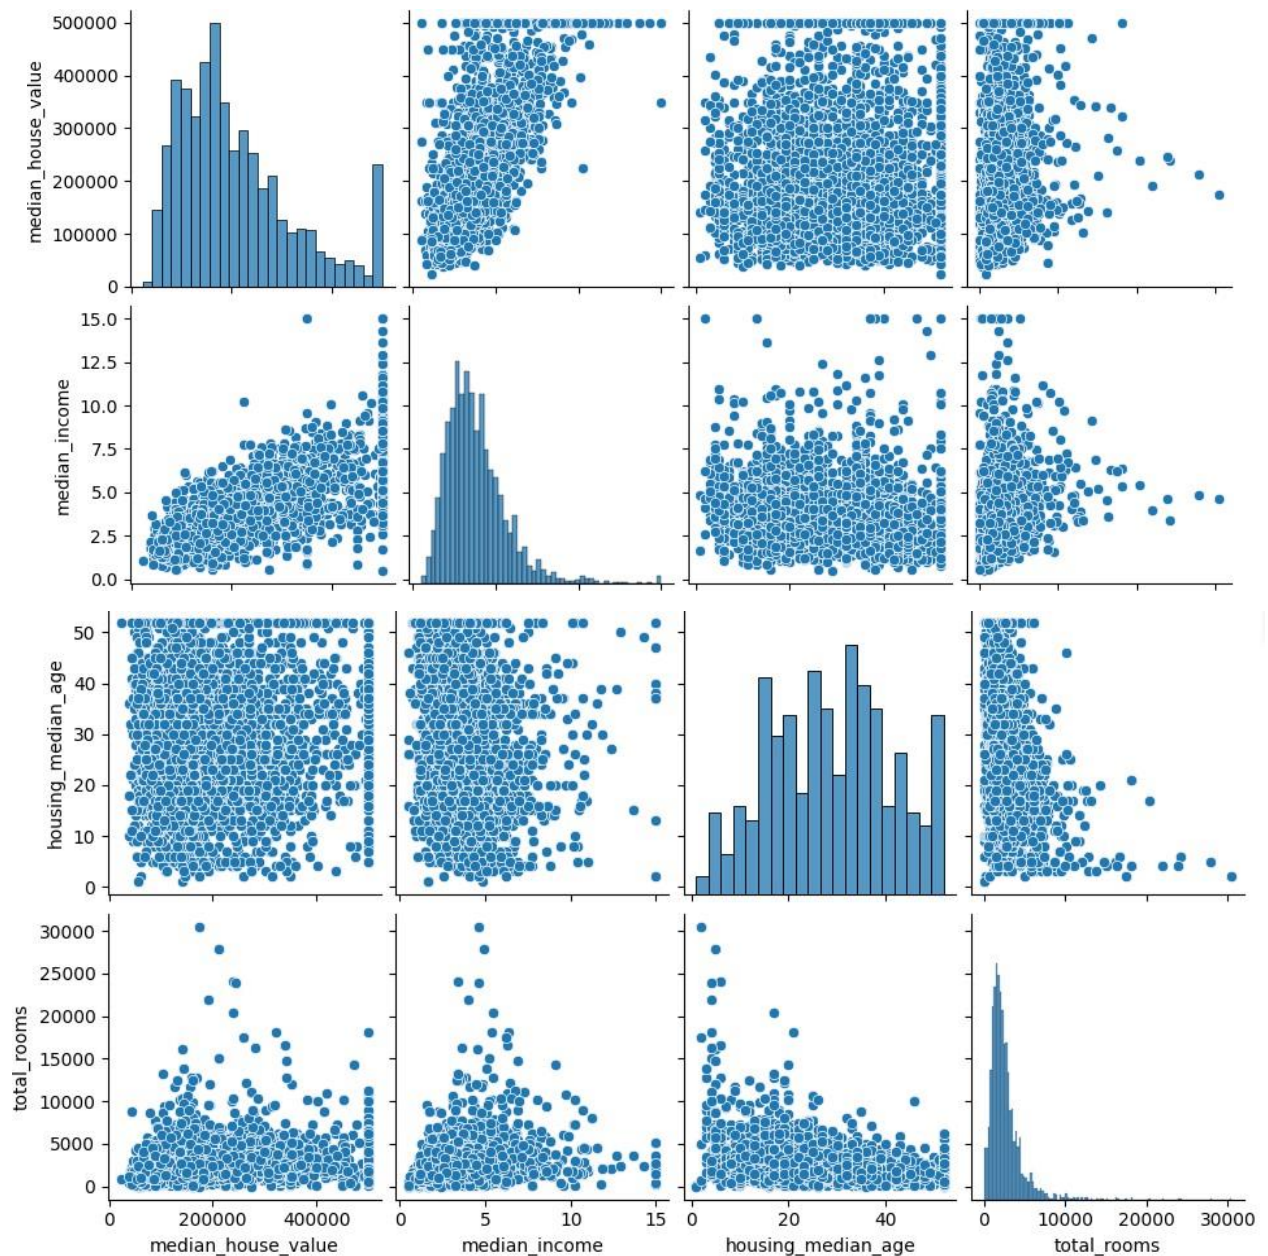 500000
400000
300000
200000
100000
0
median_house_value
15.0
12.5
10.0
7.5
5.0
2.5
0.0
median_income
50
40
30
20
10
0
housing_median_age
30000
25000
20000
15000
10000
5000
0
total_rooms
0 200000 400000
median_house_value
0 5 10 15
median_income
0 20 40
housing_median_age
0 10000 20000 30000
total_rooms